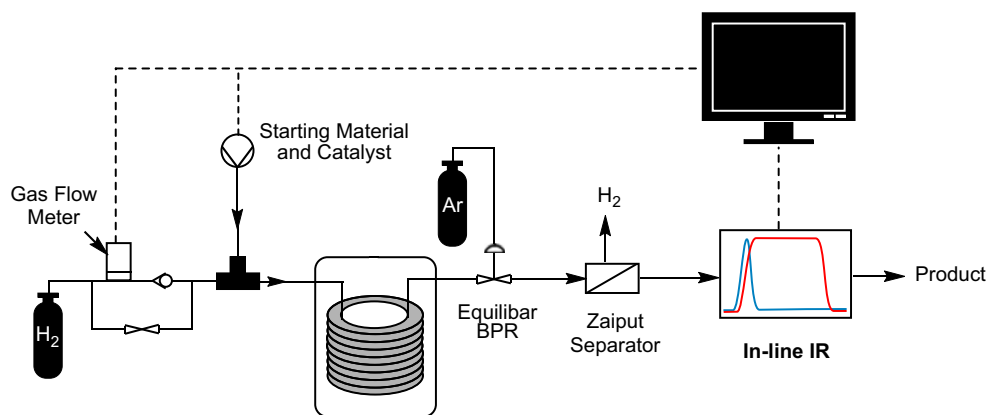 Starting Material
and Catalyst
Gas Flow
Meter
H₂
Ar
H₂
Equilibar
BPR
Zaiput
Separator
In-line IR
Product